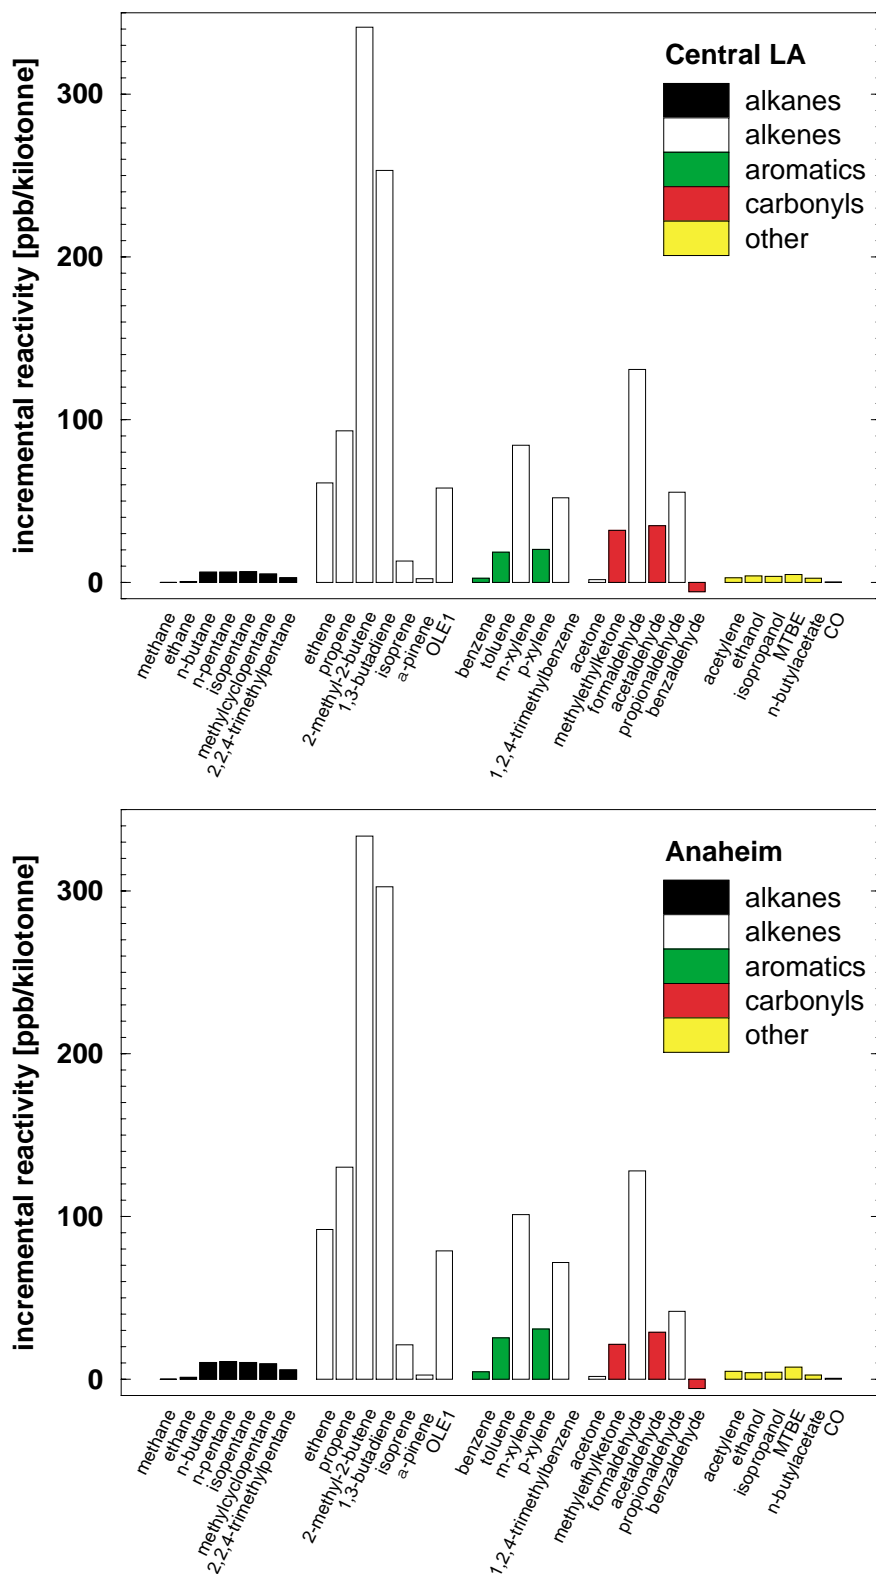 Central LA
alkanes
alkenes
aromatics
carbonyls
other
incremental reactivity [ppb/kilotonne]
300
200
100
0
methane
ethane
n-butane
n-pentane
isopentane
methylcyclopentane
2,2,4-trimethylpentane
ethene
propene
2-methyl-2-butene
1,3-butadiene
isoprene
a-pinene
OLE1
benzene
toluene
m-xylene
p-xylene
1,2,4-trimethylbenzene
acetone
methylethylketone
formaldehyde
acetaldehyde
propionaldehyde
benzaldehyde
acetylene
ethanol
isopropanol
MTBE
n-butylacetate
CO
Anaheim
alkanes
alkenes
aromatics
carbonyls
other
incremental reactivity [ppb/kilotonne]
300
200
100
0
methane
ethane
n-butane
n-pentane
isopentane
methylcyclopentane
2,2,4-trimethylpentane
ethene
propene
2-methyl-2-butene
1,3-butadiene
isoprene
a-pinene
OLE1
benzene
toluene
m-xylene
p-xylene
1,2,4-trimethylbenzene
acetone
methylethylketone
formaldehyde
acetaldehyde
propionaldehyde
benzaldehyde
acetylene
ethanol
isopropanol
MTBE
n-butylacetate
CO